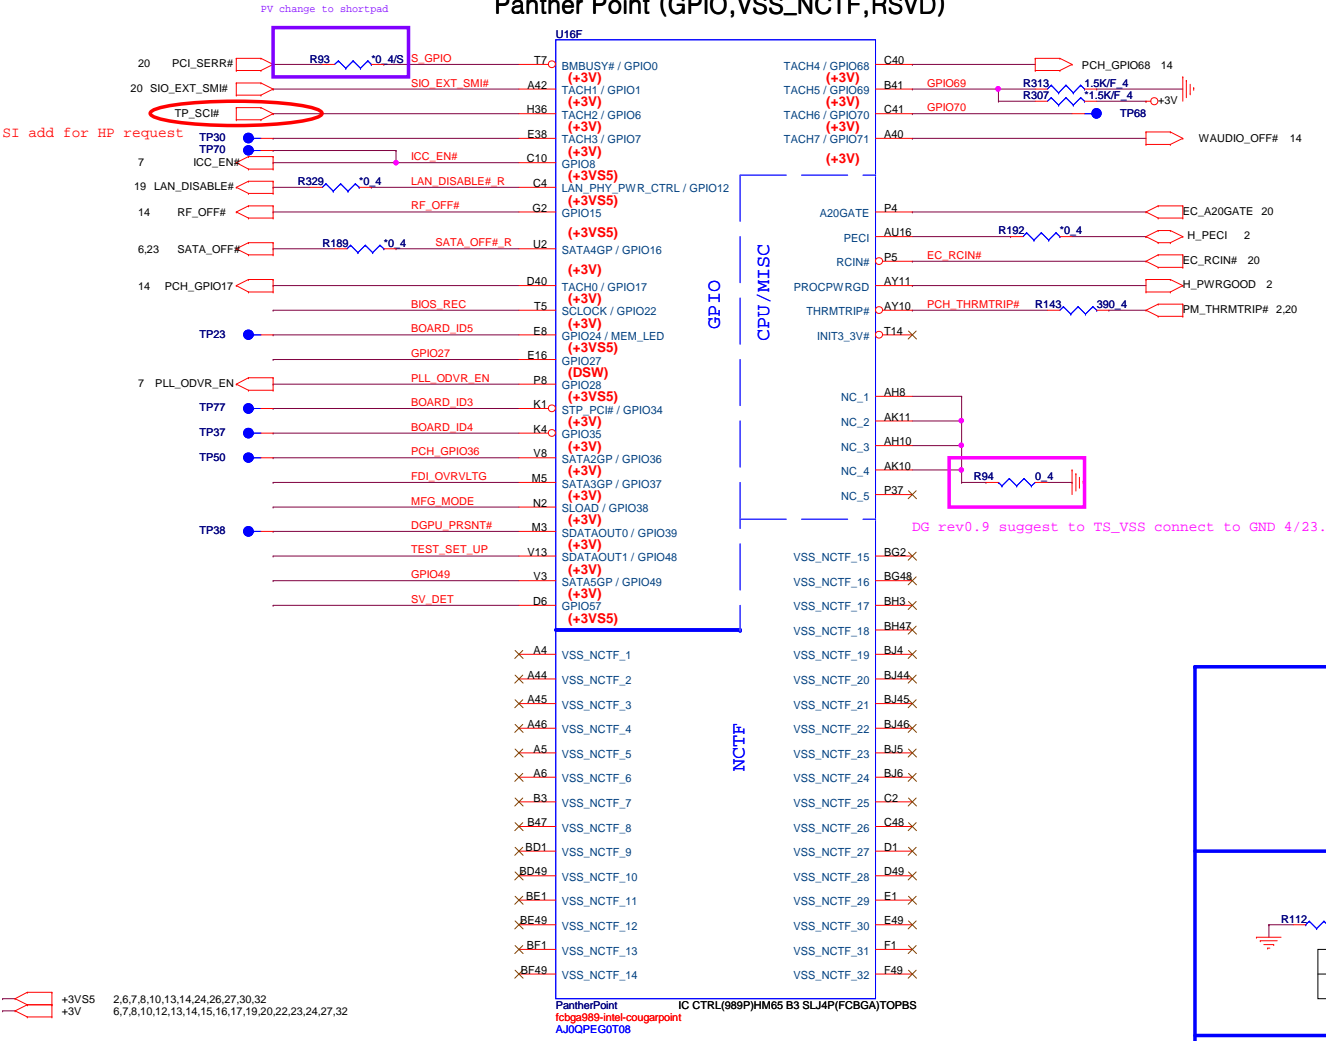 Panther Point (GPIO,VSS_NCTF,RSVD)
PV change to shortpad
U16F
20 PCI_SERR# R93 *0_4/S S_GPIO T7 BMBUSY# / GPIO0
(+3V)
20 SIO_EXT_SMI# SIO_EXT_SMI# A42 TACH1 / GPIO1
(+3V)
TP_SCI# H36 TACH2 / GPIO6
(+3V)
SI add for HP request
TP30 E38 TACH3 / GPIO7
(+3V)
TP70
7 ICC_EN# ICC_EN# C10 GPIO8
(+3VS5)
19 LAN_DISABLE# R329 *0_4 LAN_DISABLE#_R C4 LAN_PHY_PWR_CTRL / GPIO12
(+3VS5)
14 RF_OFF# RF_OFF# G2 GPIO15
(+3VS5)
6,23 SATA_OFF# R189 *0_4 SATA_OFF#_R U2 SATA4GP / GPIO16
(+3V)
14 PCH_GPIO17 D40 TACH0 / GPIO17
(+3V)
BIOS_REC T5 SCLOCK / GPIO22
(+3V)
TP23 BOARD_ID5 E8 GPIO24 / MEM_LED
(+3VS5)
GPIO27 E16 GPIO27
(DSW)
7 PLL_ODVR_EN PLL_ODVR_EN P8 GPIO28
(+3VS5)
TP77 BOARD_ID3 K1 STP_PCI# / GPIO34
(+3V)
TP37 BOARD_ID4 K4 GPIO35
(+3V)
TP50 PCH_GPIO36 V8 SATA2GP / GPIO36
(+3V)
FDI_OVRVLTG M5 SATA3GP / GPIO37
(+3V)
MFG_MODE N2 SLOAD / GPIO38
(+3V)
TP38 DGPU_PRSNT# M3 SDATAOUT0 / GPIO39
(+3V)
TEST_SET_UP V13 SDATAOUT1 / GPIO48
(+3V)
GPIO49 V3 SATA5GP / GPIO49
(+3V)
SV_DET D6 GPIO57
(+3VS5)
GPIO
CPU/MISC
NCTF
TACH4 / GPIO68 C40 PCH_GPIO68 14
(+3V)
TACH5 / GPIO69 B41 GPIO69 R313 1.5K/F_4
(+3V)
R307 *1.5K/F_4 +3V
TACH6 / GPIO70 C41 GPIO70 TP68
(+3V)
TACH7 / GPIO71 A40 WAUDIO_OFF# 14
(+3V)
A20GATE P4 EC_A20GATE 20
PECI AU16 R192 *0_4 H_PECI 2
RCIN# P5 EC_RCIN# EC_RCIN# 20
PROCPWRGD AY11 H_PWRGOOD 2
THRMTRIP# AY10 PCH_THRMTRIP# R143 390_4 PM_THRMTRIP# 2,20
INIT3_3V# T14
NC_1 AH8
NC_2 AK11
NC_3 AH10
NC_4 AK10
R94 0_4
NC_5 P37
DG rev0.9 suggest to TS_VSS connect to GND 4/23.
VSS_NCTF_15 BG2
VSS_NCTF_16 BG48
VSS_NCTF_17 BH3
VSS_NCTF_18 BH47
A4 VSS_NCTF_1 VSS_NCTF_19 BJ4
A44 VSS_NCTF_2 VSS_NCTF_20 BJ44
A45 VSS_NCTF_3 VSS_NCTF_21 BJ45
A46 VSS_NCTF_4 VSS_NCTF_22 BJ46
A5 VSS_NCTF_5 VSS_NCTF_23 BJ5
A6 VSS_NCTF_6 VSS_NCTF_24 BJ6
B3 VSS_NCTF_7 VSS_NCTF_25 C2
B47 VSS_NCTF_8 VSS_NCTF_26 C48
BD1 VSS_NCTF_9 VSS_NCTF_27 D1
BD49 VSS_NCTF_10 VSS_NCTF_28 D49
BE1 VSS_NCTF_11 VSS_NCTF_29 E1
BE49 VSS_NCTF_12 VSS_NCTF_30 E49
BF1 VSS_NCTF_13 VSS_NCTF_31 F1
BF49 VSS_NCTF_14 VSS_NCTF_32 F49
R112
+3VS5 2,6,7,8,10,13,14,24,26,27,30,32
+3V 6,7,8,10,12,13,14,15,16,17,19,20,22,23,24,27,32
PantherPoint IC CTRL(989P)HM65 B3 SLJ4P(FCBGA)TOPBS
fcbga989-intel-cougarpoint
AJ0QPEG0T08